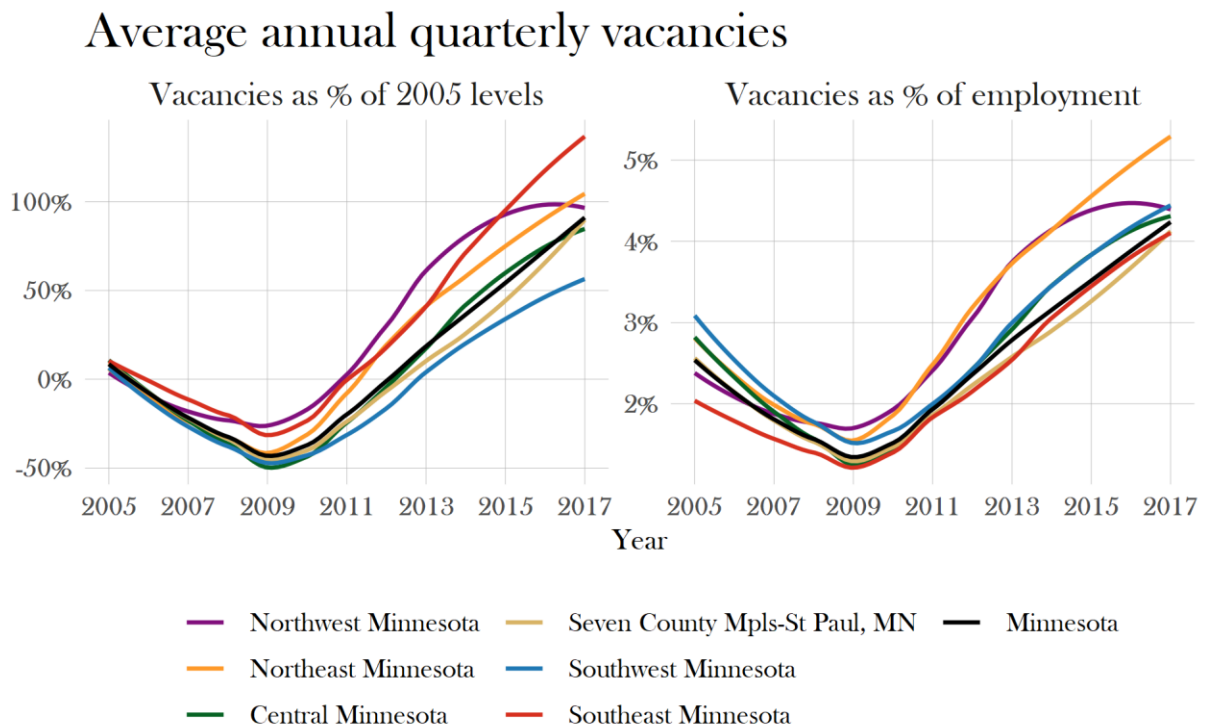 Average annual quarterly vacancies
Vacancies as % of 2005 levels
Vacancies as % of employment
100%
50%
0%
-50%
5%
4%
3%
2%
2005 2007 2009 2011 2013 2015 2017
2005 2007 2009 2011 2013 2015 2017
Year
Northwest Minnesota
Seven County Mpls-St Paul, MN
Minnesota
Northeast Minnesota
Southwest Minnesota
Central Minnesota
Southeast Minnesota